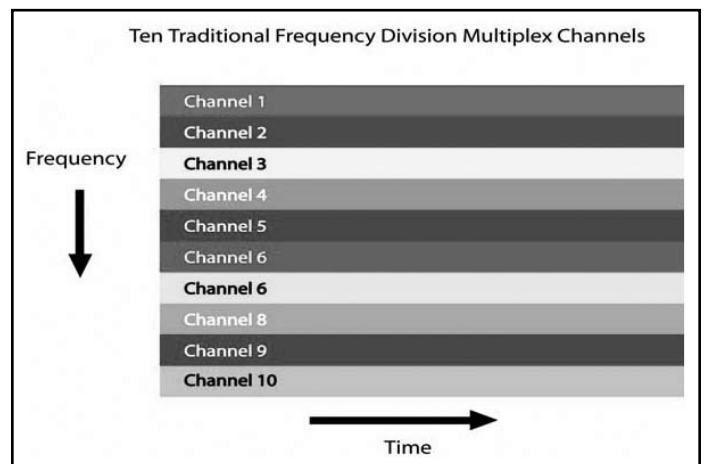 Ten Traditional Frequency Division Multiplex Channels
Channel 1
Channel 2
Frequency
Channel 3
Channel 4
Channel 5
Channel 6
Channel 6
Channel 8
Channel 9
Channel 10
Time